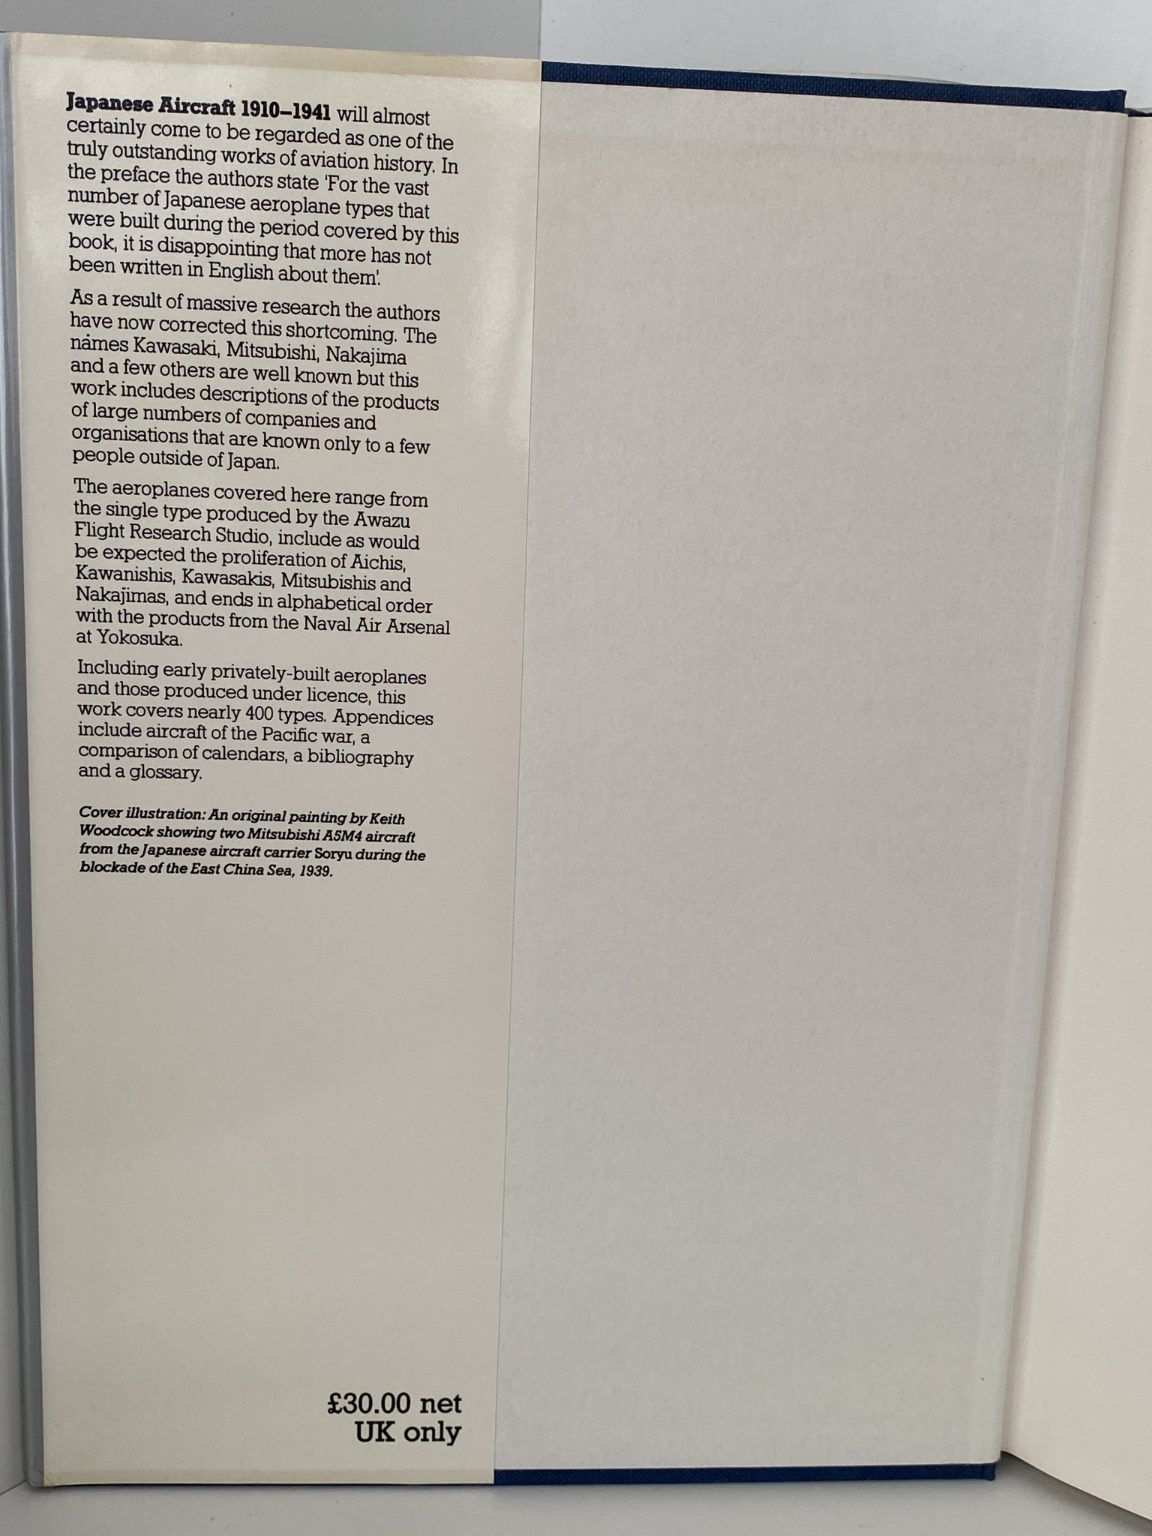 Japanese Aircraft 1910–1941 will almost
certainly come to be regarded as one of the
truly outstanding works of aviation history. In
the preface the authors state 'For the vast
number of Japanese aeroplane types that
were built during the period covered by this
book, it is disappointing that more has not
been written in English about them'.
As a result of massive research the authors
have now corrected this shortcoming. The
names Kawasaki, Mitsubishi, Nakajima
and a few others are well known but this
work includes descriptions of the products
of large numbers of companies and
organisations that are known only to a few
people outside of Japan.
The aeroplanes covered here range from
the single type produced by the Awazu
Flight Research Studio, include as would
be expected the proliferation of Aichis,
Kawanishis, Kawasakis, Mitsubishis and
Nakajimas, and ends in alphabetical order
with the products from the Naval Air Arsenal
at Yokosuka.
Including early privately-built aeroplanes
and those produced under licence, this
work covers nearly 400 types. Appendices
include aircraft of the Pacific war, a
comparison of calendars, a bibliography
and a glossary.
Cover illustration: An original painting by Keith
Woodcock showing two Mitsubishi A5M4 aircraft
from the Japanese aircraft carrier Soryu during the
blockade of the East China Sea, 1939.
£30.00 net
UK only